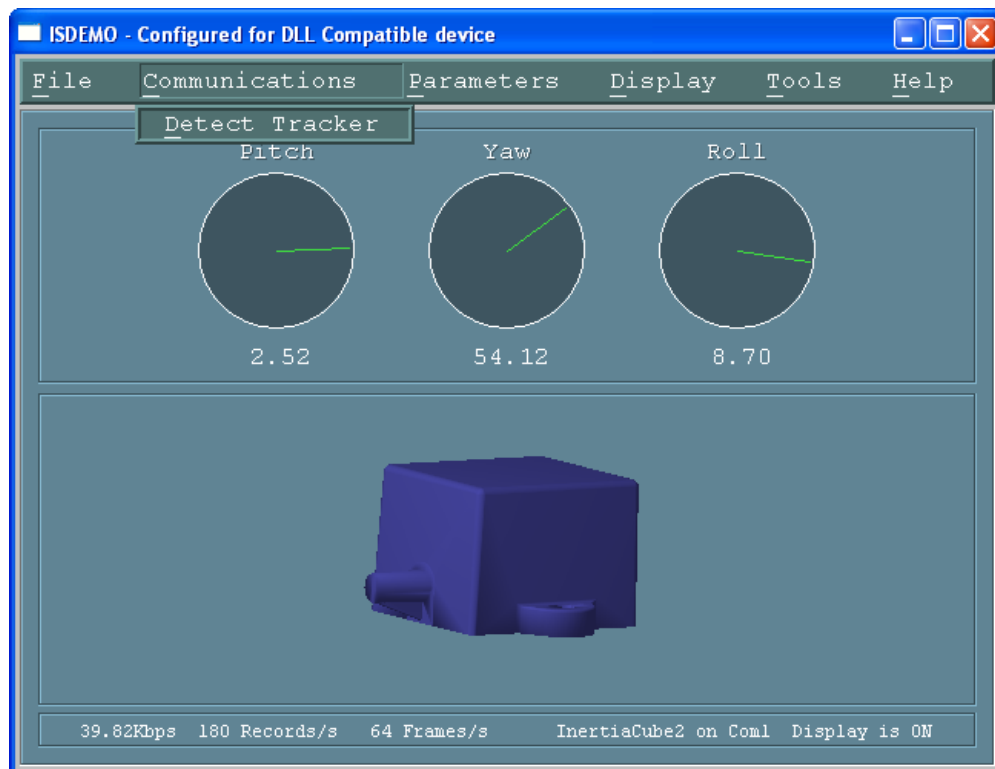 ISDEMO - Configured for DLL Compatible device
File Communications Parameters Display Tools Help
Detect Tracker
Pitch Yaw Roll
2.52 54.12 8.70
39.82Kbps 180 Records/s 64 Frames/s InertiaCube2 on Com1 Display is ON